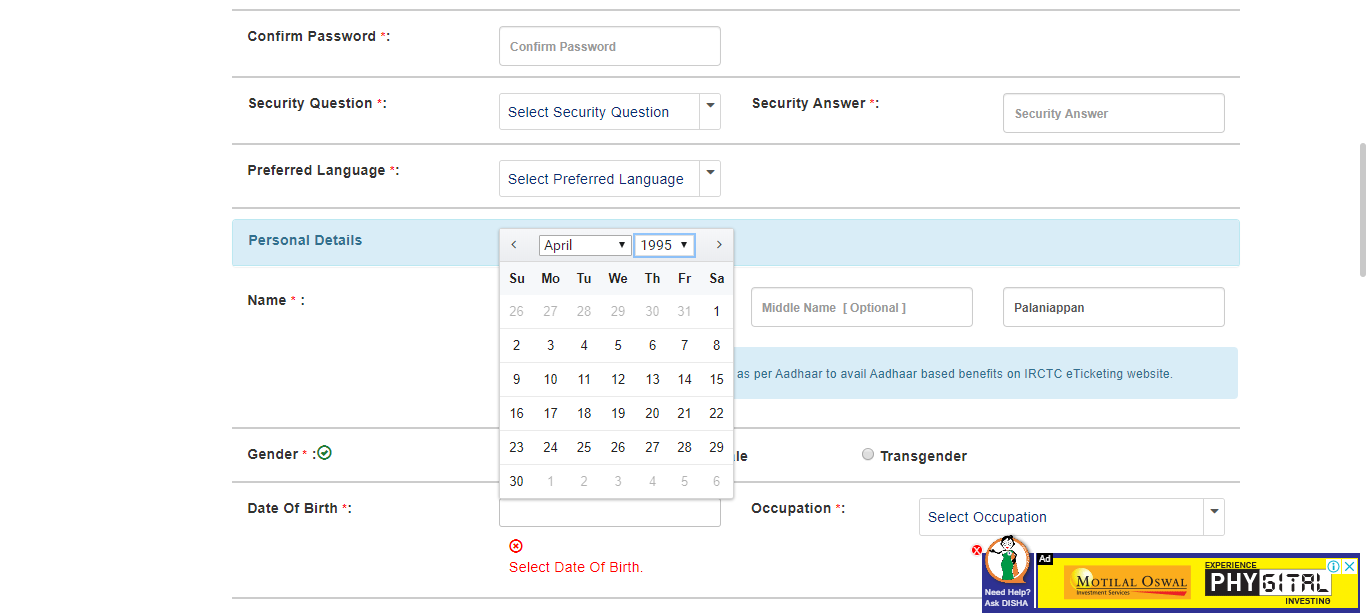 Confirm Password *:
Confirm Password
Security Question *:
Select Security Question
Security Answer *:
Security Answer
Preferred Language *:
Select Preferred Language
Personal Details
April
1995
Su Mo Tu We Th Fr Sa
26 27 28 29 30 31 1
2 3 4 5 6 7 8
9 10 11 12 13 14 15
16 17 18 19 20 21 22
23 24 25 26 27 28 29
30 1 2 3 4 5 6
Name * :
Middle Name [ Optional ]
Palaniappan
as per Aadhaar to avail Aadhaar based benefits on IRCTC eTicketing website.
Gender * :
le
Transgender
Date Of Birth *:
Select Date Of Birth.
Occupation *:
Select Occupation
Need Help?
Ask DISHA
Ad
MOTILAL OSWAL
Investment Services
EXPERIENCE
PHYGITAL
INVESTING